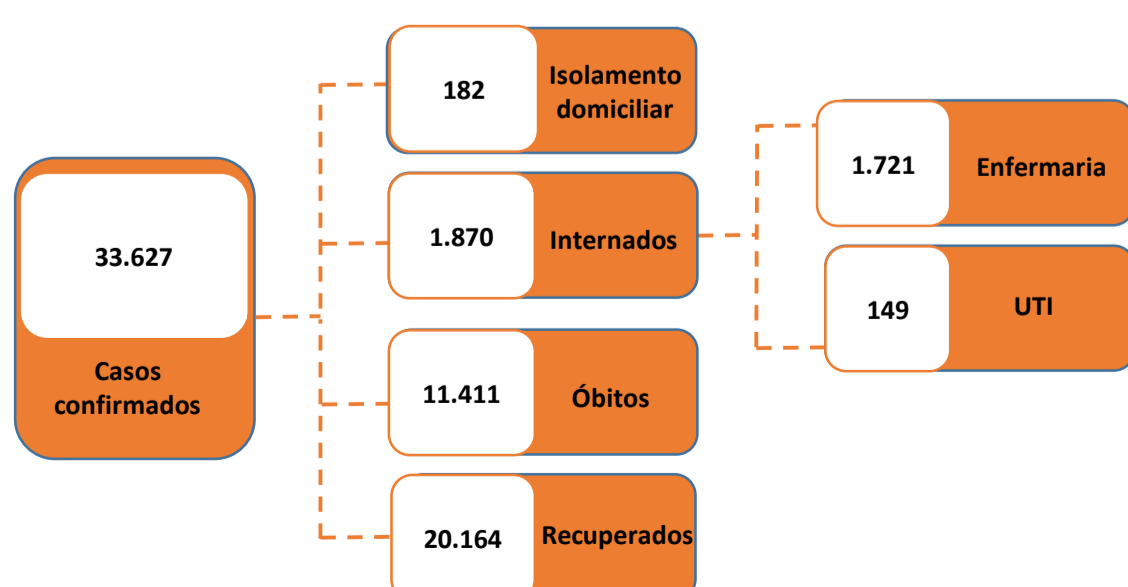 33.627
Casos
confirmados
182
Isolamento
domiciliar
1.870
Internados
11.411
Óbitos
20.164
Recuperados
1.721
Enfermaria
149
UTI